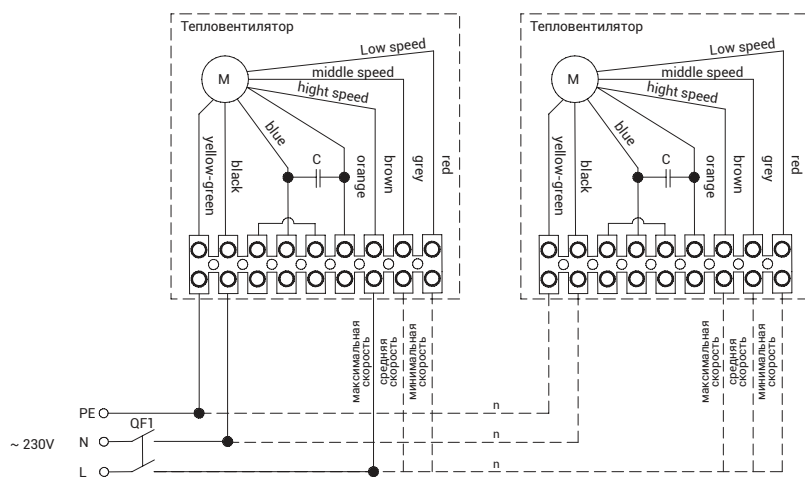 Тепловентилятор
M
Low speed
middle speed
hight speed
yellow-green
black
blue
C
orange
brown
grey
red
максимальная
скорость
средняя
скорость
минимальная
скорость
Тепловентилятор
M
Low speed
middle speed
hight speed
yellow-green
black
blue
C
orange
brown
grey
red
максимальная
скорость
средняя
скорость
минимальная
скорость
PE
n
QF1
~ 230V
N
n
L
n